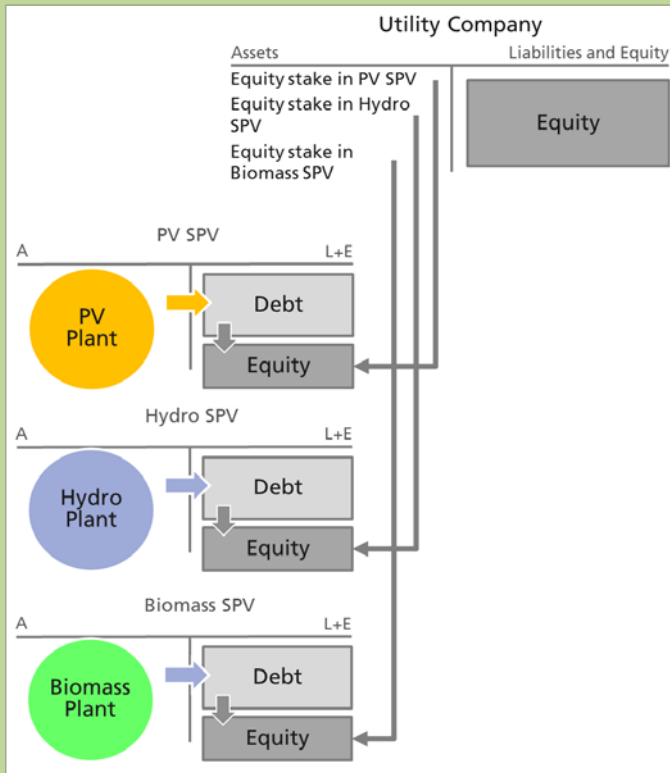 Utility Company
Assets
Liabilities and Equity
Equity stake in PV SPV
Equity stake in Hydro
SPV
Equity stake in
Biomass SPV
Equity
PV SPV
A
L+E
PV
Plant
Debt
Equity
Hydro SPV
A
L+E
Hydro
Plant
Debt
Equity
Biomass SPV
A
L+E
Biomass
Plant
Debt
Equity